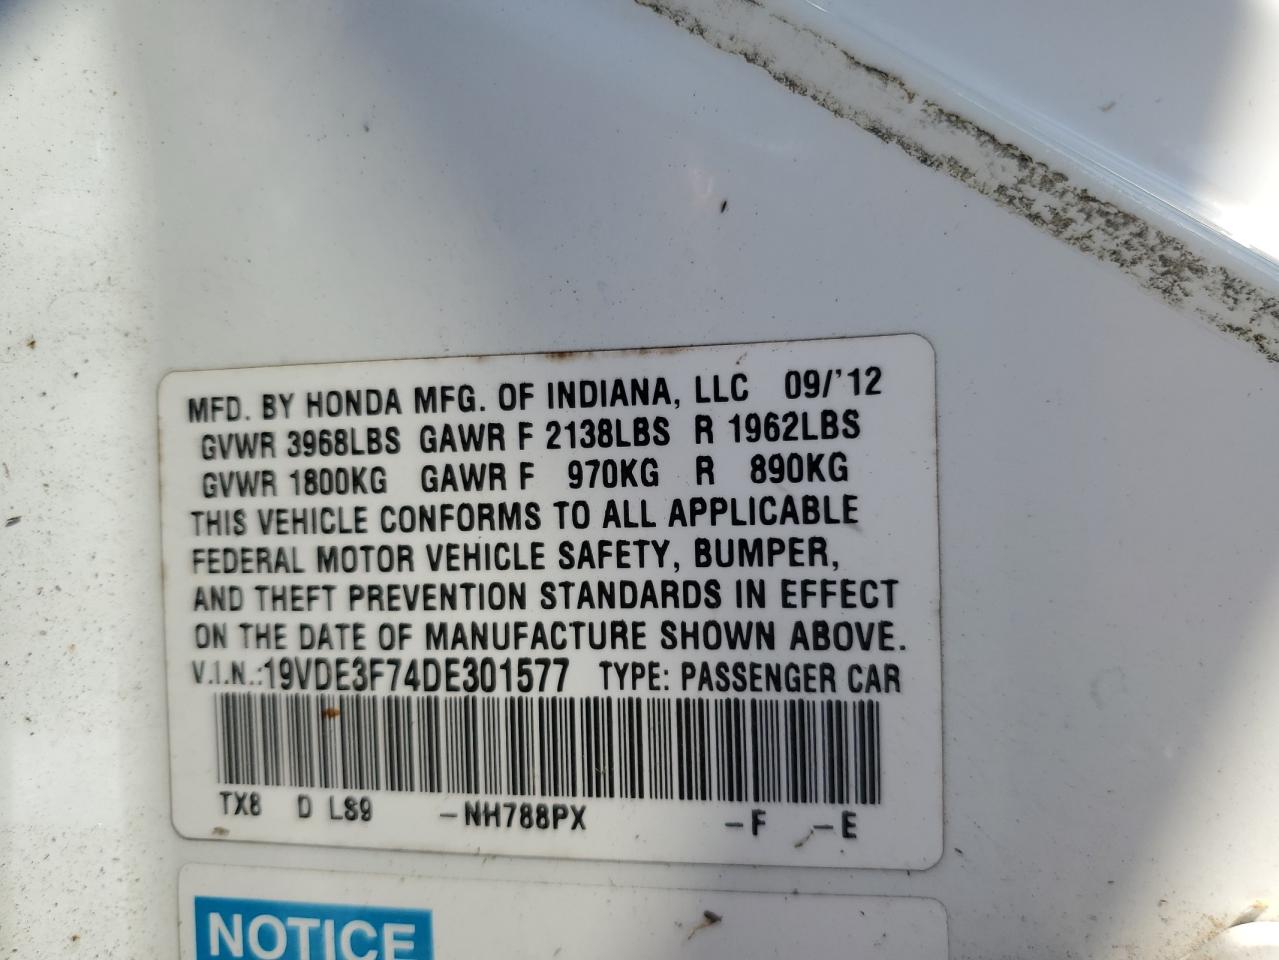 MFD. BY HONDA MFG. OF INDIANA, LLC 09/'12
GVWR 3968LBS GAWR F 2138LBS R 1962LBS
GVWR 1800KG GAWR F 970KG R 890KG
THIS VEHICLE CONFORMS TO ALL APPLICABLE
FEDERAL MOTOR VEHICLE SAFETY, BUMPER,
AND THEFT PREVENTION STANDARDS IN EFFECT
ON THE DATE OF MANUFACTURE SHOWN ABOVE.
V.I.N.:19VDE3F74DE301577 TYPE: PASSENGER CAR
TX8 D LS9 -NH788PX -F -E
NOTICE